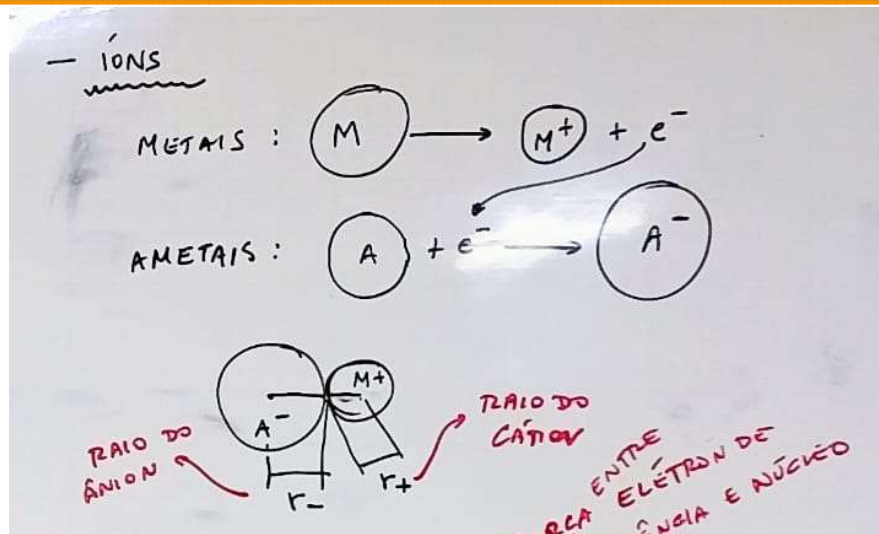 — ÍONS
METAIS : M → M+ + e-
AMETAIS : A + e- → A-
A- M+
RAIO DO ÂNION
r-
r+
RAIO DO CÁTION
ENTRE
ELÉTRON DE
E NÚCLEO